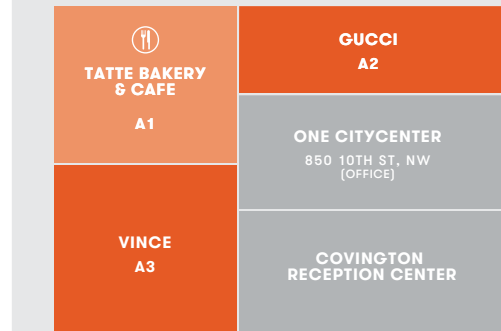 TATTE BAKERY
& CAFE
A1
GUCCI
A2
ONE CITYCENTER
850 10TH ST, NW
(OFFICE)
VINCE
A3
COVINGTON
RECEPTION CENTER